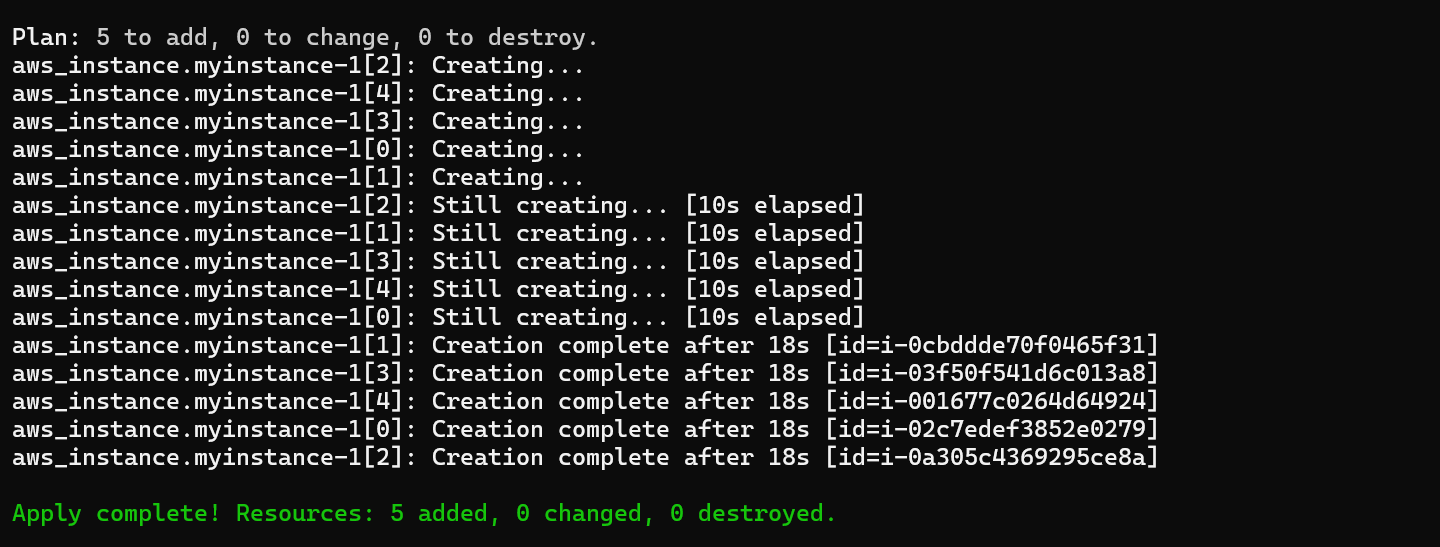 Plan: 5 to add, 0 to change, 0 to destroy.
aws_instance.myinstance-1[2]: Creating...
aws_instance.myinstance-1[4]: Creating...
aws_instance.myinstance-1[3]: Creating...
aws_instance.myinstance-1[0]: Creating...
aws_instance.myinstance-1[1]: Creating...
aws_instance.myinstance-1[2]: Still creating... [10s elapsed]
aws_instance.myinstance-1[1]: Still creating... [10s elapsed]
aws_instance.myinstance-1[3]: Still creating... [10s elapsed]
aws_instance.myinstance-1[4]: Still creating... [10s elapsed]
aws_instance.myinstance-1[0]: Still creating... [10s elapsed]
aws_instance.myinstance-1[1]: Creation complete after 18s [id=i-0cbddde70f0465f31]
aws_instance.myinstance-1[3]: Creation complete after 18s [id=i-03f50f541d6c013a8]
aws_instance.myinstance-1[4]: Creation complete after 18s [id=i-001677c0264d64924]
aws_instance.myinstance-1[0]: Creation complete after 18s [id=i-02c7edef3852e0279]
aws_instance.myinstance-1[2]: Creation complete after 18s [id=i-0a305c4369295ce8a]
Apply complete! Resources: 5 added, 0 changed, 0 destroyed.